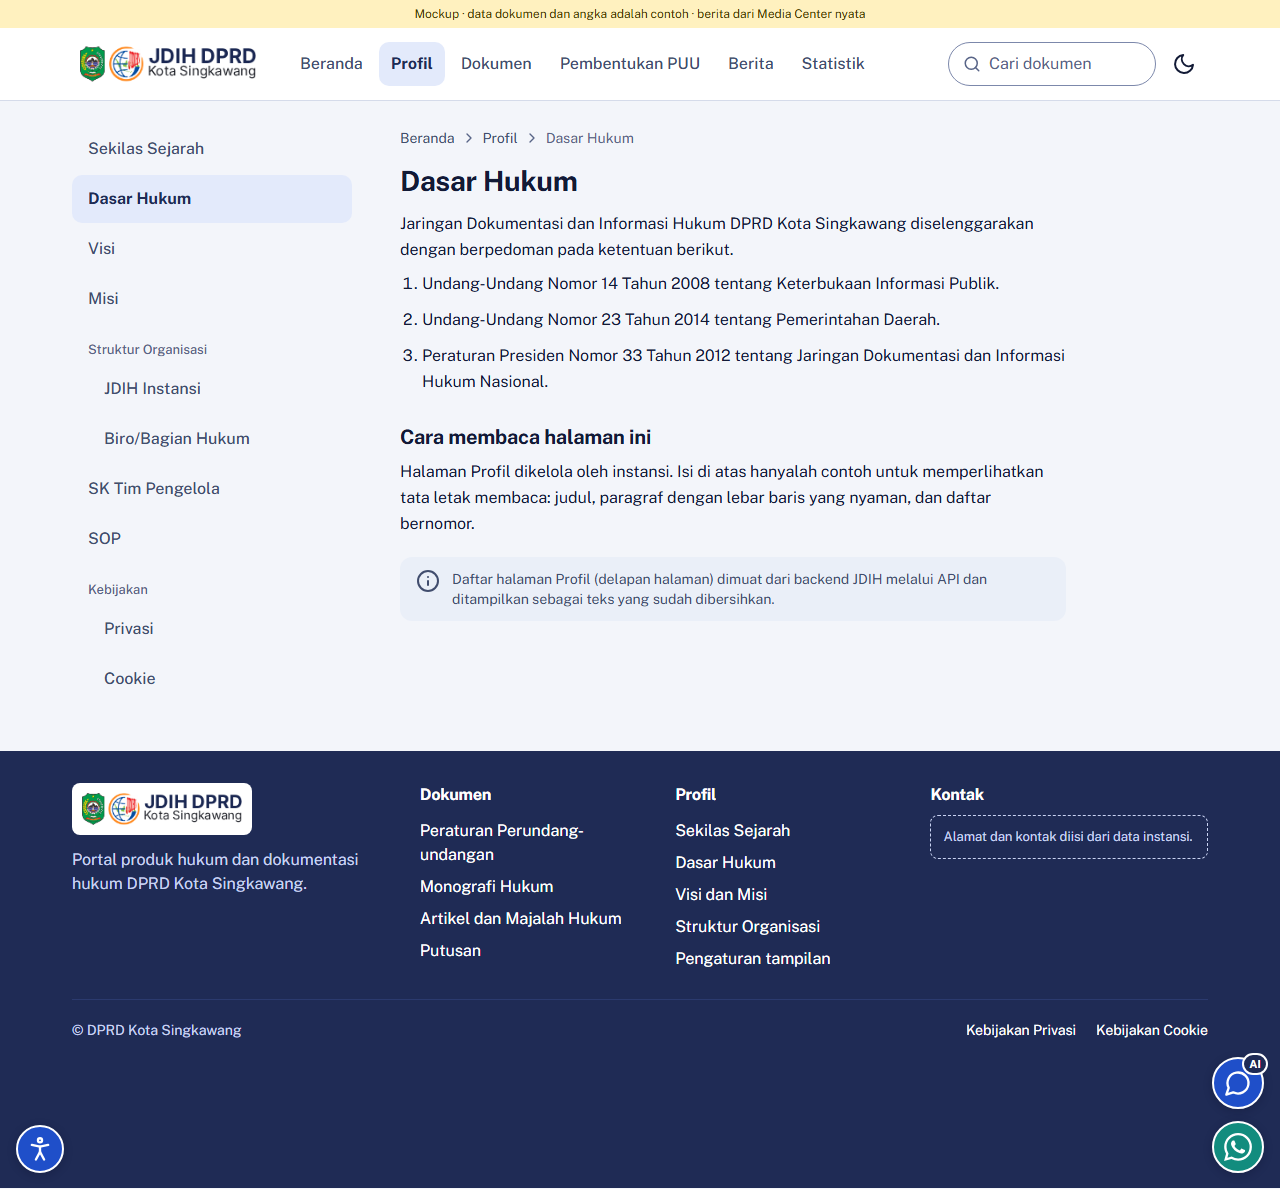 Mockup · data dokumen dan angka adalah contoh · berita dari Media Center nyata
JDIH DPRD
Kota Singkawang
Beranda
Profil
Dokumen
Pembentukan PUU
Berita
Statistik
Cari dokumen
Sekilas Sejarah
Dasar Hukum
Visi
Misi
Struktur Organisasi
JDIH Instansi
Biro/Bagian Hukum
SK Tim Pengelola
SOP
Kebijakan
Privasi
Cookie
Beranda > Profil > Dasar Hukum
Dasar Hukum
Jaringan Dokumentasi dan Informasi Hukum DPRD Kota Singkawang diselenggarakan
dengan berpedoman pada ketentuan berikut.
1. Undang-Undang Nomor 14 Tahun 2008 tentang Keterbukaan Informasi Publik.
2. Undang-Undang Nomor 23 Tahun 2014 tentang Pemerintahan Daerah.
3. Peraturan Presiden Nomor 33 Tahun 2012 tentang Jaringan Dokumentasi dan Informasi
Hukum Nasional.
Cara membaca halaman ini
Halaman Profil dikelola oleh instansi. Isi di atas hanyalah contoh untuk memperlihatkan
tata letak membaca: judul, paragraf dengan lebar baris yang nyaman, dan daftar
bernomor.
Daftar halaman Profil (delapan halaman) dimuat dari backend JDIH melalui API dan
ditampilkan sebagai teks yang sudah dibersihkan.
JDIH DPRD
Kota Singkawang
Portal produk hukum dan dokumentasi
hukum DPRD Kota Singkawang.
Dokumen
Peraturan Perundang-
undangan
Monografi Hukum
Artikel dan Majalah Hukum
Putusan
Profil
Sekilas Sejarah
Dasar Hukum
Visi dan Misi
Struktur Organisasi
Pengaturan tampilan
Kontak
Alamat dan kontak diisi dari data instansi.
© DPRD Kota Singkawang
Kebijakan Privasi
Kebijakan Cookie
AI